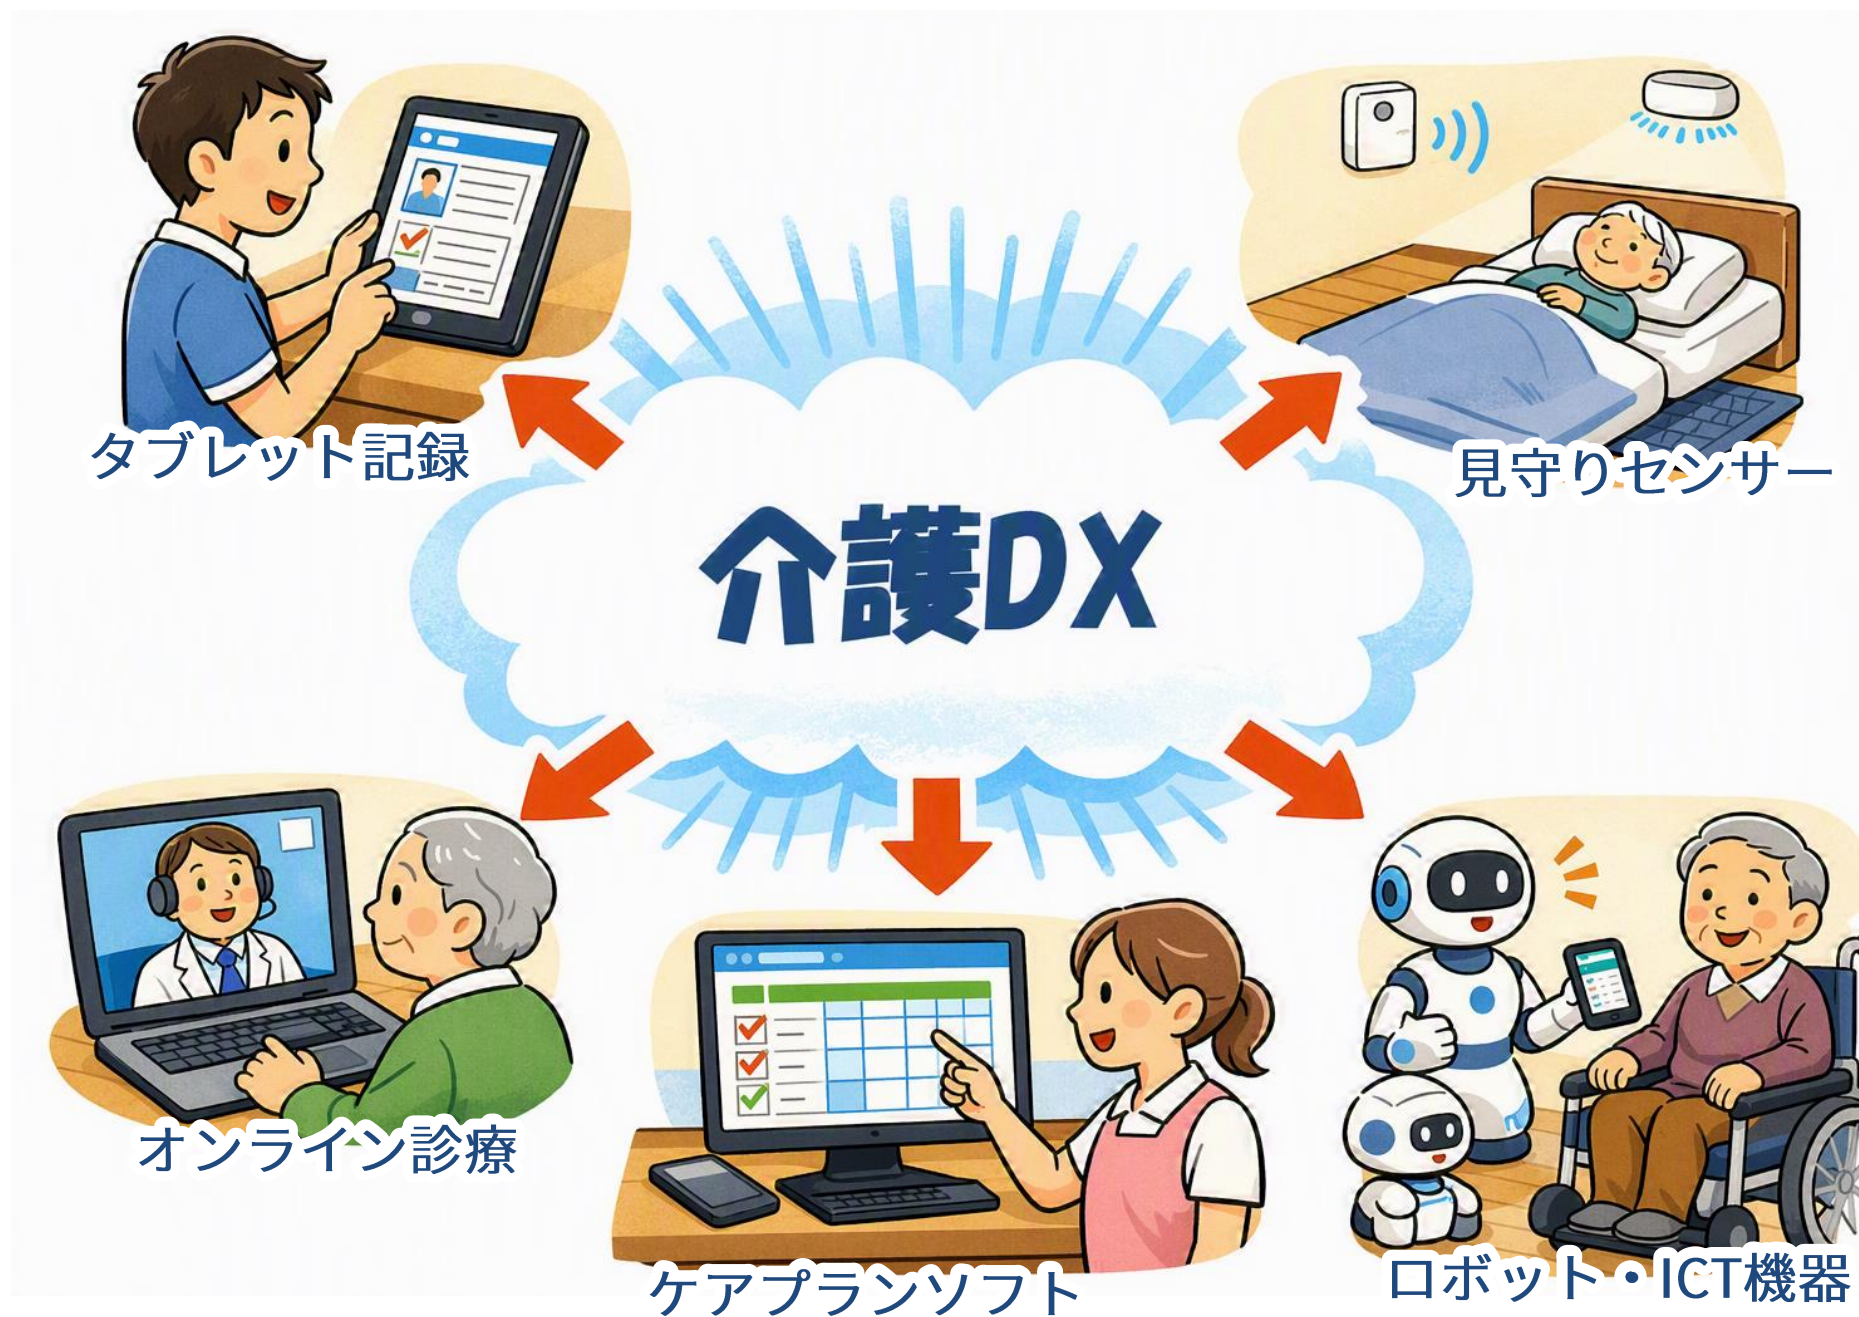 タブレット記録
見守りセンサー
介護DX
オンライン診療
ケアプランソフト
ロボット・ICT機器